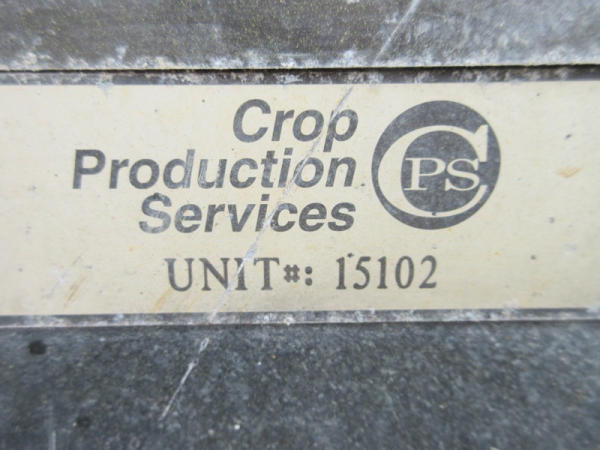 Crop
Production
Services
CPS
UNIT#: 15102